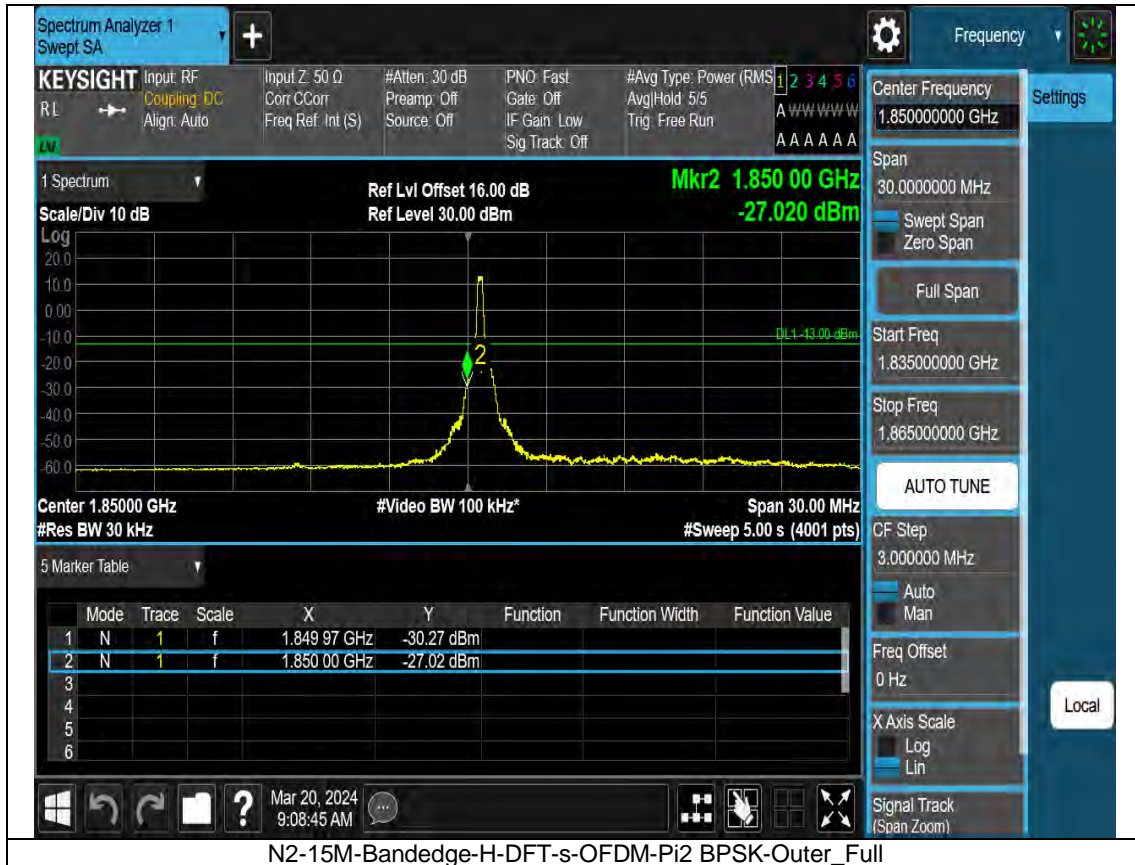 Spectrum Analyzer 1
Swept SA
+
Frequency
KEYSIGHT
RL
Input: RF
Coupling: DC
Align: Auto
Input Z: 50 Ω
Corr CCorr
Freq Ref: Int (S)
#Atten: 30 dB
Preamp: Off
Source: Off
PNO: Fast
Gate: Off
IF Gain: Low
Sig Track: Off
#Avg Type: Power (RMS
Avg|Hold: 5/5
Trig: Free Run
1 2 3 4 5 6
A W W W W W
A A A A A A
1 Spectrum
Scale/Div 10 dB
Ref Lvl Offset 16.00 dB
Ref Level 30.00 dBm
Mkr2 1.850 00 GHz
-27.020 dBm
Log
20.0
10.0
0.00
-10.0
-20.0
-30.0
-40.0
-50.0
-60.0
DL1 -13.00 dBm
2
Center 1.85000 GHz
#Res BW 30 kHz
#Video BW 100 kHz*
Span 30.00 MHz
#Sweep 5.00 s (4001 pts)
5 Marker Table
Mode Trace Scale X Y Function Function Width Function Value
1 N 1 f 1.849 97 GHz -30.27 dBm
2 N 1 f 1.850 00 GHz -27.02 dBm
3
4
5
6
Center Frequency
1.850000000 GHz
Settings
Span
30.0000000 MHz
Swept Span
Zero Span
Full Span
Start Freq
1.835000000 GHz
Stop Freq
1.865000000 GHz
AUTO TUNE
CF Step
3.000000 MHz
Auto
Man
Freq Offset
0 Hz
X Axis Scale
Log
Lin
Local
Signal Track
(Span Zoom)
?
Mar 20, 2024
9:08:45 AM
N2-15M-Bandedge-H-DFT-s-OFDM-Pi2 BPSK-Outer_Full